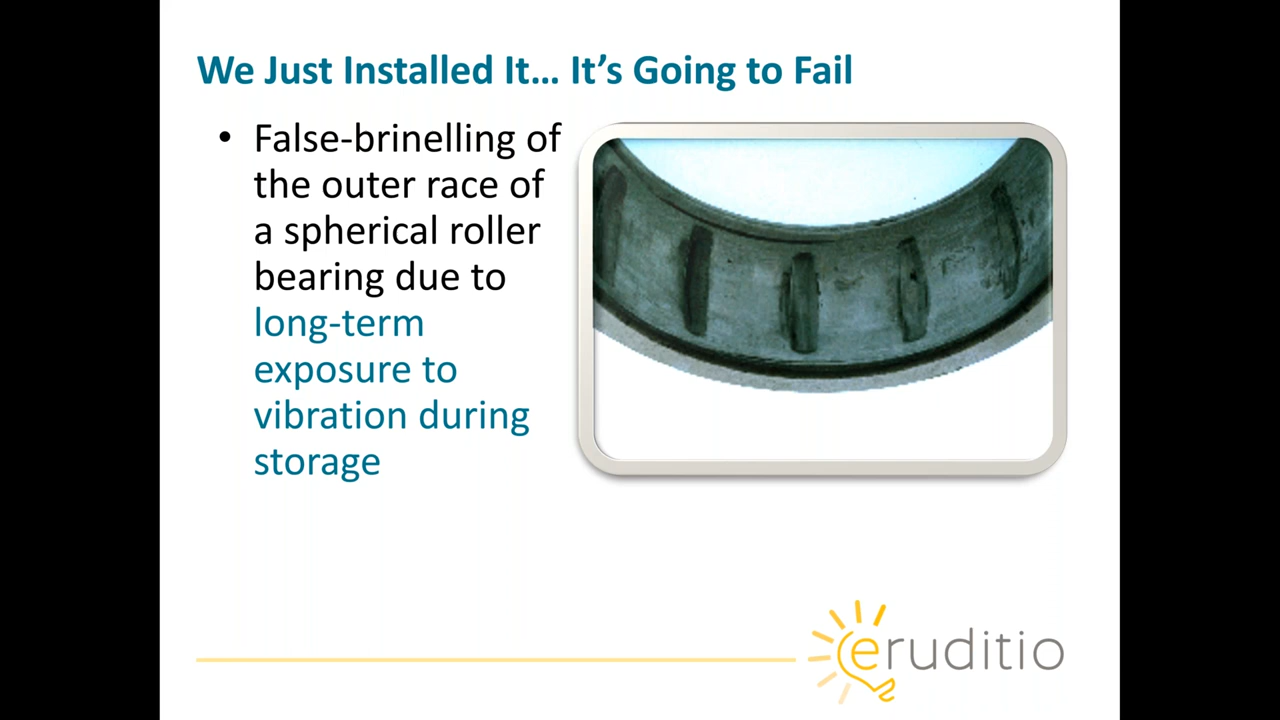 We Just Installed It… It’s Going to Fail
• False-brinelling of
the outer race of
a spherical roller
bearing due to
long-term
exposure to
vibration during
storage
eruditio